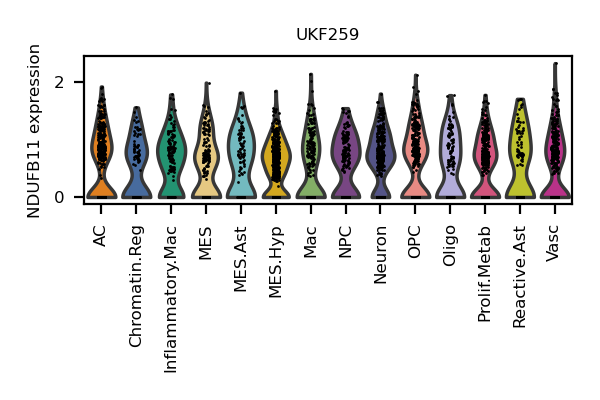 UKF259
NDUFB11 expression
2
0
AC
Chromatin.Reg
Inflammatory.Mac
MES
MES.Ast
MES.Hyp
Mac
NPC
Neuron
OPC
Oligo
Prolif.Metab
Reactive.Ast
Vasc